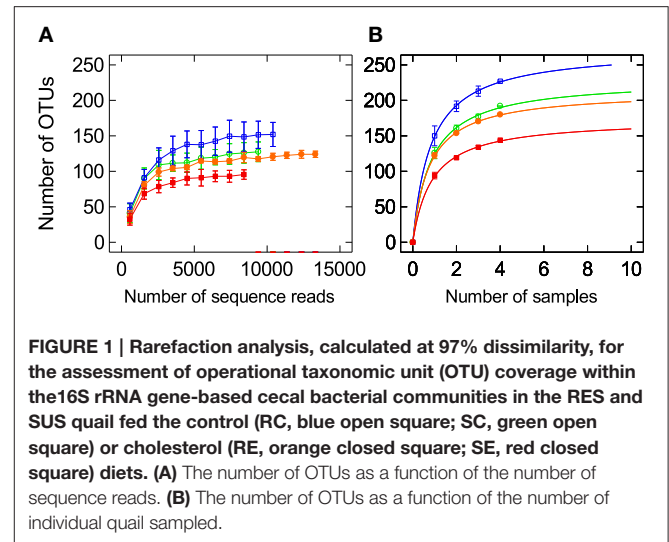 A
B
Number of OTUs
250
200
150
100
50
0
0
5000
10000
15000
Number of sequence reads
250
200
150
100
50
0
0
2
4
6
8
10
Number of samples
FIGURE 1 | Rarefaction analysis, calculated at 97% dissimilarity, for
the assessment of operational taxonomic unit (OTU) coverage within
the16S rRNA gene-based cecal bacterial communities in the RES and
SUS quail fed the control (RC, blue open square; SC, green open
square) or cholesterol (RE, orange closed square; SE, red closed
square) diets. (A) The number of OTUs as a function of the number of
sequence reads. (B) The number of OTUs as a function of the number of
individual quail sampled.